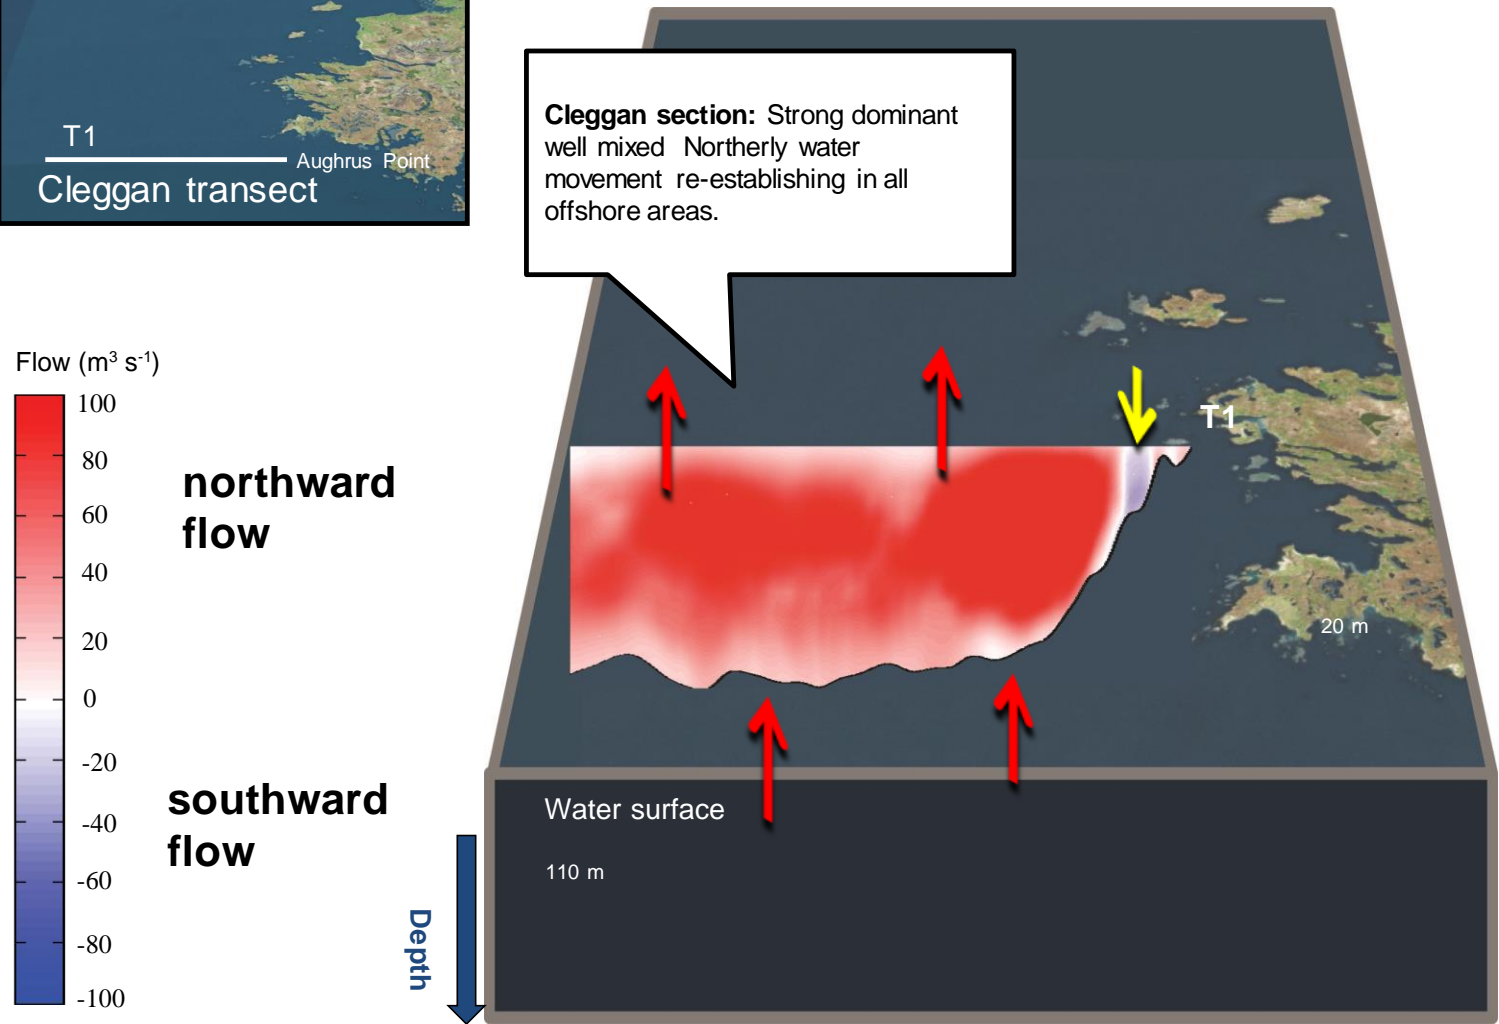 T1
Aughrus Point
Cleggan transect
Cleggan section: Strong dominant
well mixed Northerly water
movement re-establishing in all
offshore areas.
Flow (m³ s⁻¹)
100
80
60
40
20
0
-20
-40
-60
-80
-100
northward
flow
southward
flow
T1
20 m
Water surface
110 m
Depth